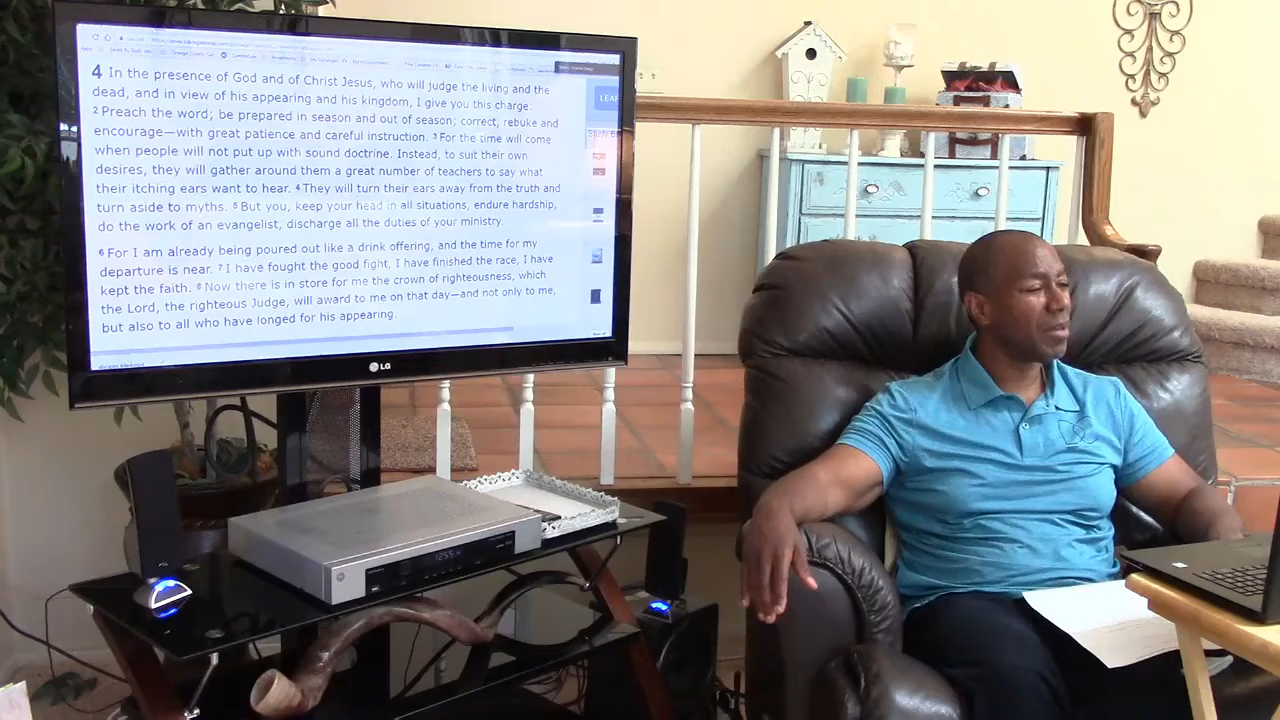 4 In the presence of God and of Christ Jesus, who will judge the living and the
dead, and in view of his appearing and his kingdom, I give you this charge:
2 Preach the word; be prepared in season and out of season; correct, rebuke and
encourage—with great patience and careful instruction. 3 For the time will come
when people will not put up with sound doctrine. Instead, to suit their own
desires, they will gather around them a great number of teachers to say what
their itching ears want to hear. 4 They will turn their ears away from the truth and
turn aside to myths. 5 But you, keep your head in all situations, endure hardship,
do the work of an evangelist, discharge all the duties of your ministry.
6 For I am already being poured out like a drink offering, and the time for my
departure is near. 7 I have fought the good fight, I have finished the race, I have
kept the faith. 8 Now there is in store for me the crown of righteousness, which
the Lord, the righteous Judge, will award to me on that day—and not only to me,
but also to all who have longed for his appearing.
LEAF
Study B
LG